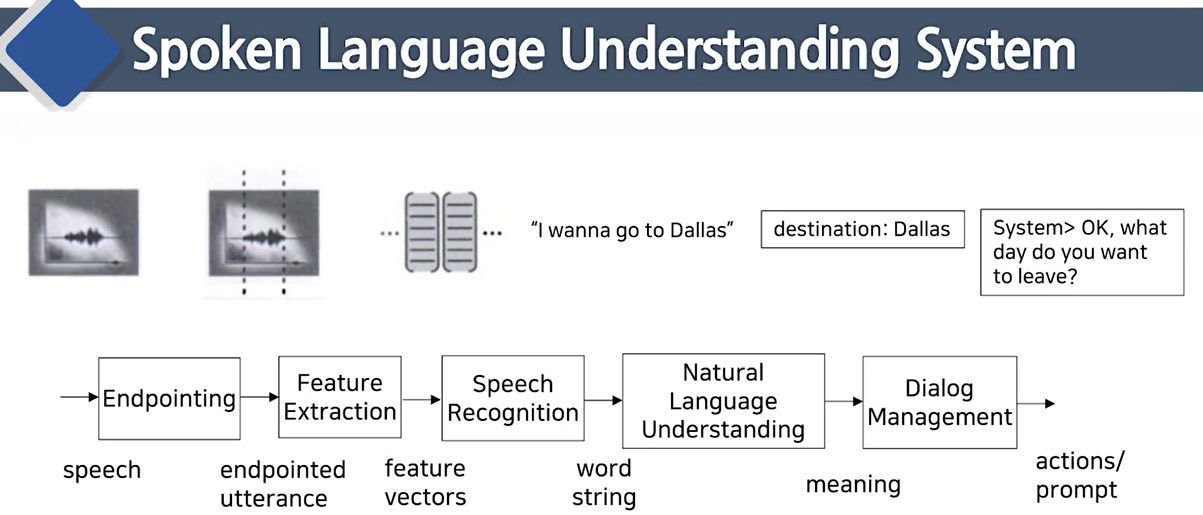 Spoken Language Understanding System
"I wanna go to Dallas"
destination: Dallas
System> OK, what
day do you want
to leave?
Endpointing
Feature
Extraction
Speech
Recognition
Natural
Language
Understanding
Dialog
Management
speech
endpointed
utterance
feature
vectors
word
string
meaning
actions/
prompt